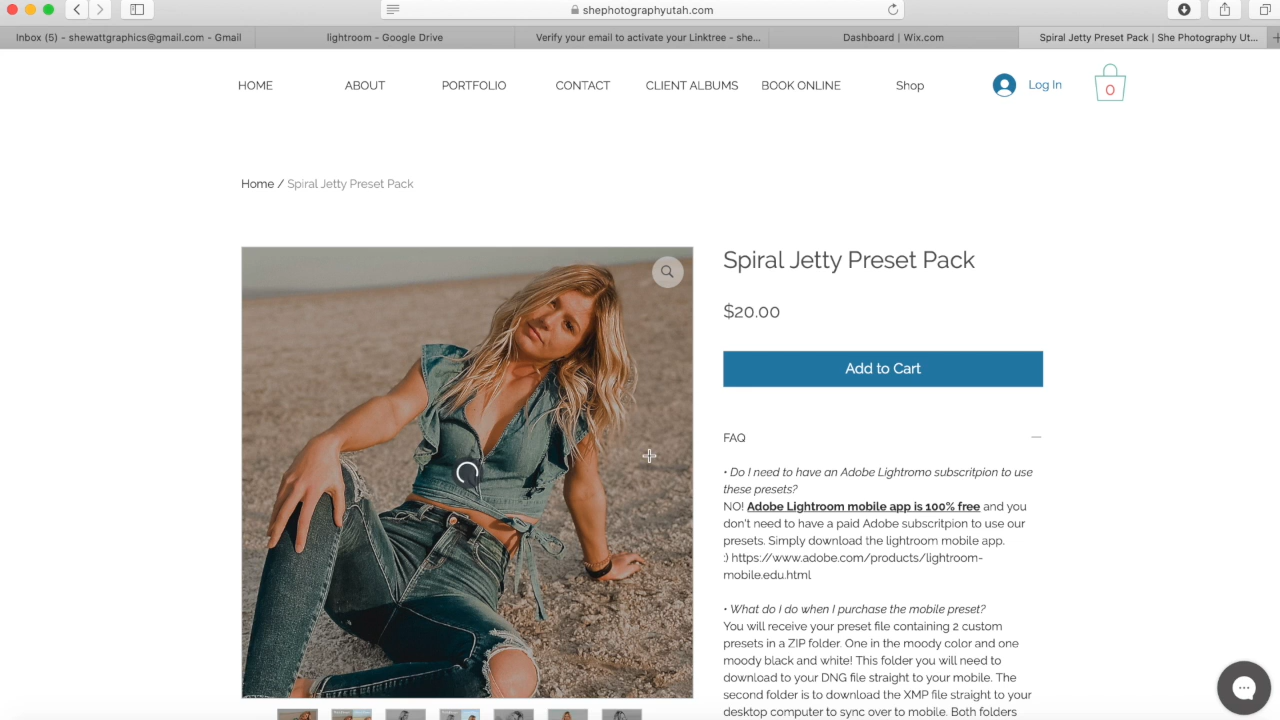 shephotographyutah.com
Inbox (5) - shewattgraphics@gmail.com - Gmail
lightroom - Google Drive
Verify your email to activate your Linktree - she...
Dashboard | Wix.com
Spiral Jetty Preset Pack | She Photography Ut...
HOME
ABOUT
PORTFOLIO
CONTACT
CLIENT ALBUMS
BOOK ONLINE
Shop
Log In
0
Home / Spiral Jetty Preset Pack
Spiral Jetty Preset Pack
$20.00
Add to Cart
FAQ
• Do I need to have an Adobe Lightromo subscritpion to use
these presets?
NO! Adobe Lightroom mobile app is 100% free and you
don't need to have a paid Adobe subscritpion to use our
presets. Simply download the lightroom mobile app.
:) https://www.adobe.com/products/lightroom-
mobile.edu.html
• What do I do when I purchase the mobile preset?
You will receive your preset file containing 2 custom
presets in a ZIP folder. One in the moody color and one
moody black and white! This folder you will need to
download to your DNG file straight to your mobile. The
second folder is to download the XMP file straight to your
desktop computer to sync over to mobile. Both folders